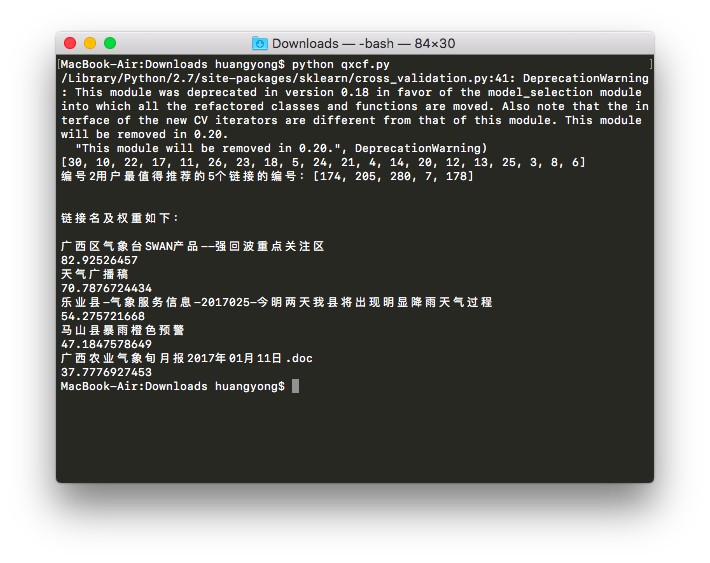 Downloads — -bash — 84×30
[MacBook-Air:Downloads huangyong$ python qxcf.py ]
/Library/Python/2.7/site-packages/sklearn/cross_validation.py:41: DeprecationWarning
: This module was deprecated in version 0.18 in favor of the model_selection module
into which all the refactored classes and functions are moved. Also note that the in
terface of the new CV iterators are different from that of this module. This module
will be removed in 0.20.
  "This module will be removed in 0.20.", DeprecationWarning)
[30, 10, 22, 17, 11, 26, 23, 18, 5, 24, 21, 4, 14, 20, 12, 13, 25, 3, 8, 6]
编号2用户最值得推荐的5个链接的编号: [174, 205, 280, 7, 178]
链接名及权重如下:
广西区气象台SWAN产品--强回波重点关注区
82.92526457
天气广播稿
70.7876724434
乐业县-气象服务信息-2017025-今明两天我县将出现明显降雨天气过程
54.275721668
马山县暴雨橙色预警
47.1847578649
广西农业气象旬月报2017年01月11日.doc
37.7776927453
MacBook-Air:Downloads huangyong$